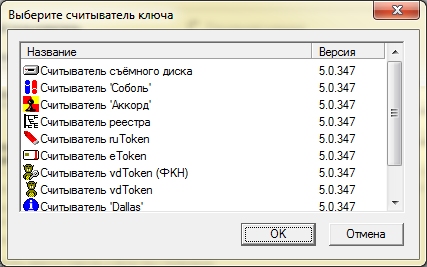 Выберите считыватель ключа
Название Версия
Считыватель съёмного диска 5.0.347
Считыватель 'Соболь' 5.0.347
Считыватель 'Аккорд' 5.0.347
Считыватель реестра 5.0.347
Считыватель ruToken 5.0.347
Считыватель eToken 5.0.347
Считыватель vdToken (ФКН) 5.0.347
Считыватель vdToken 5.0.347
Считыватель 'Dallas' 5.0.347
OK Отмена